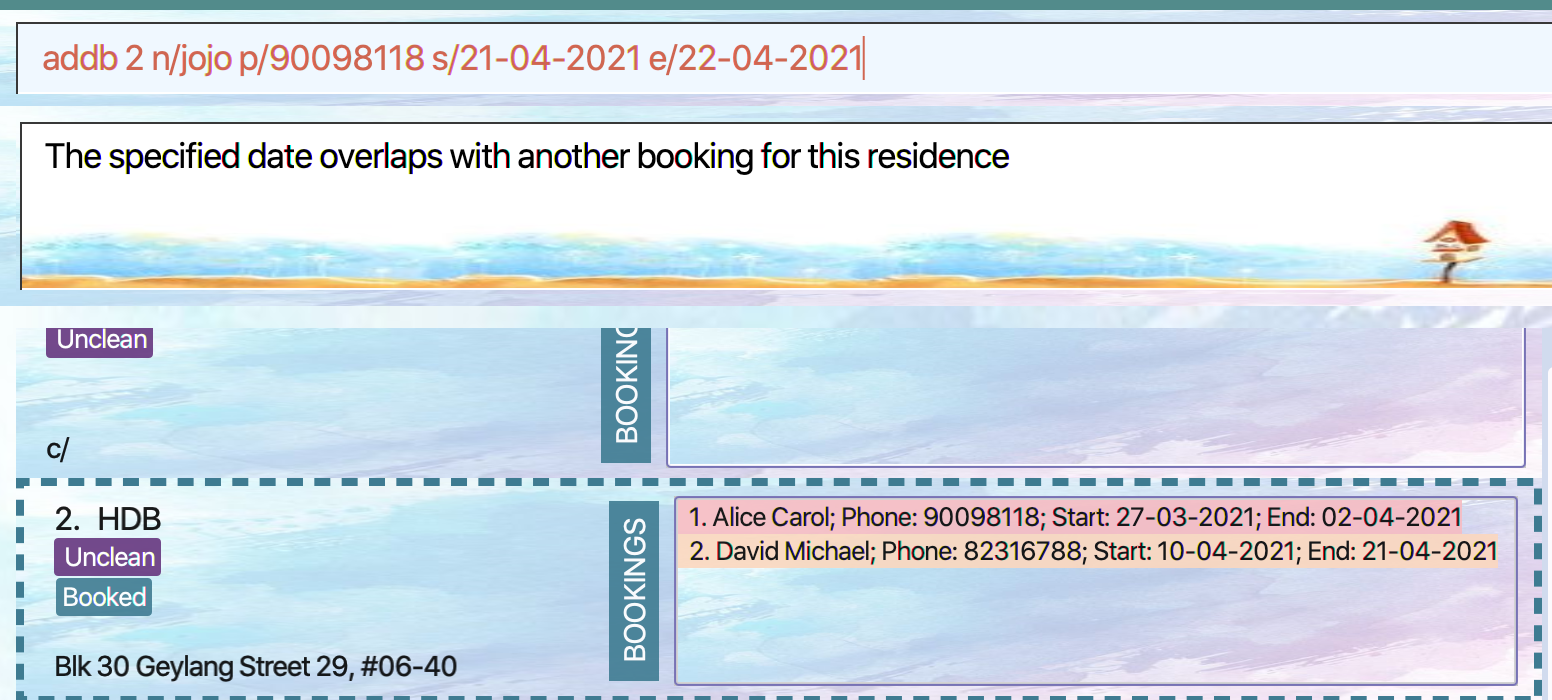 addb 2 n/jojo p/90098118 s/21-04-2021 e/22-04-2021
The specified date overlaps with another booking for this residence
Unclean
BOOKING
c/
2. HDB
Unclean
Booked
Blk 30 Geylang Street 29, #06-40
BOOKINGS
1. Alice Carol; Phone: 90098118; Start: 27-03-2021; End: 02-04-2021
2. David Michael; Phone: 82316788; Start: 10-04-2021; End: 21-04-2021